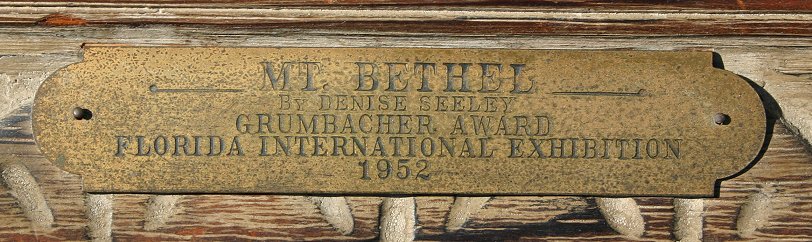 MT. BETHEL
BY DENISE SEELEY
GRUMBACHER AWARD
FLORIDA INTERNATIONAL EXHIBITION
1952